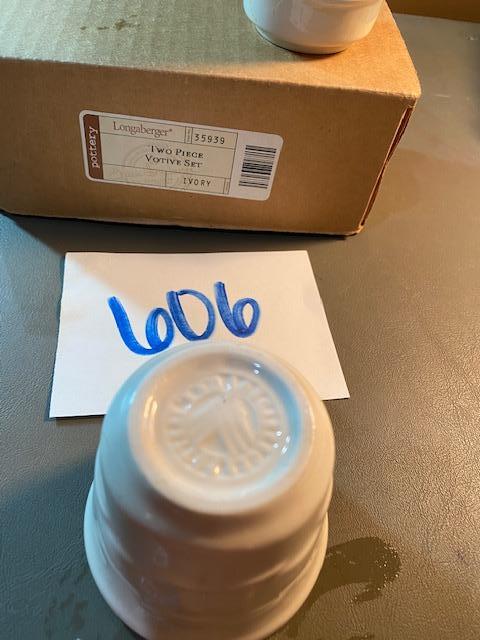 pottery
Longaberger®
35939
Two Piece
Votive Set
IVORY
606